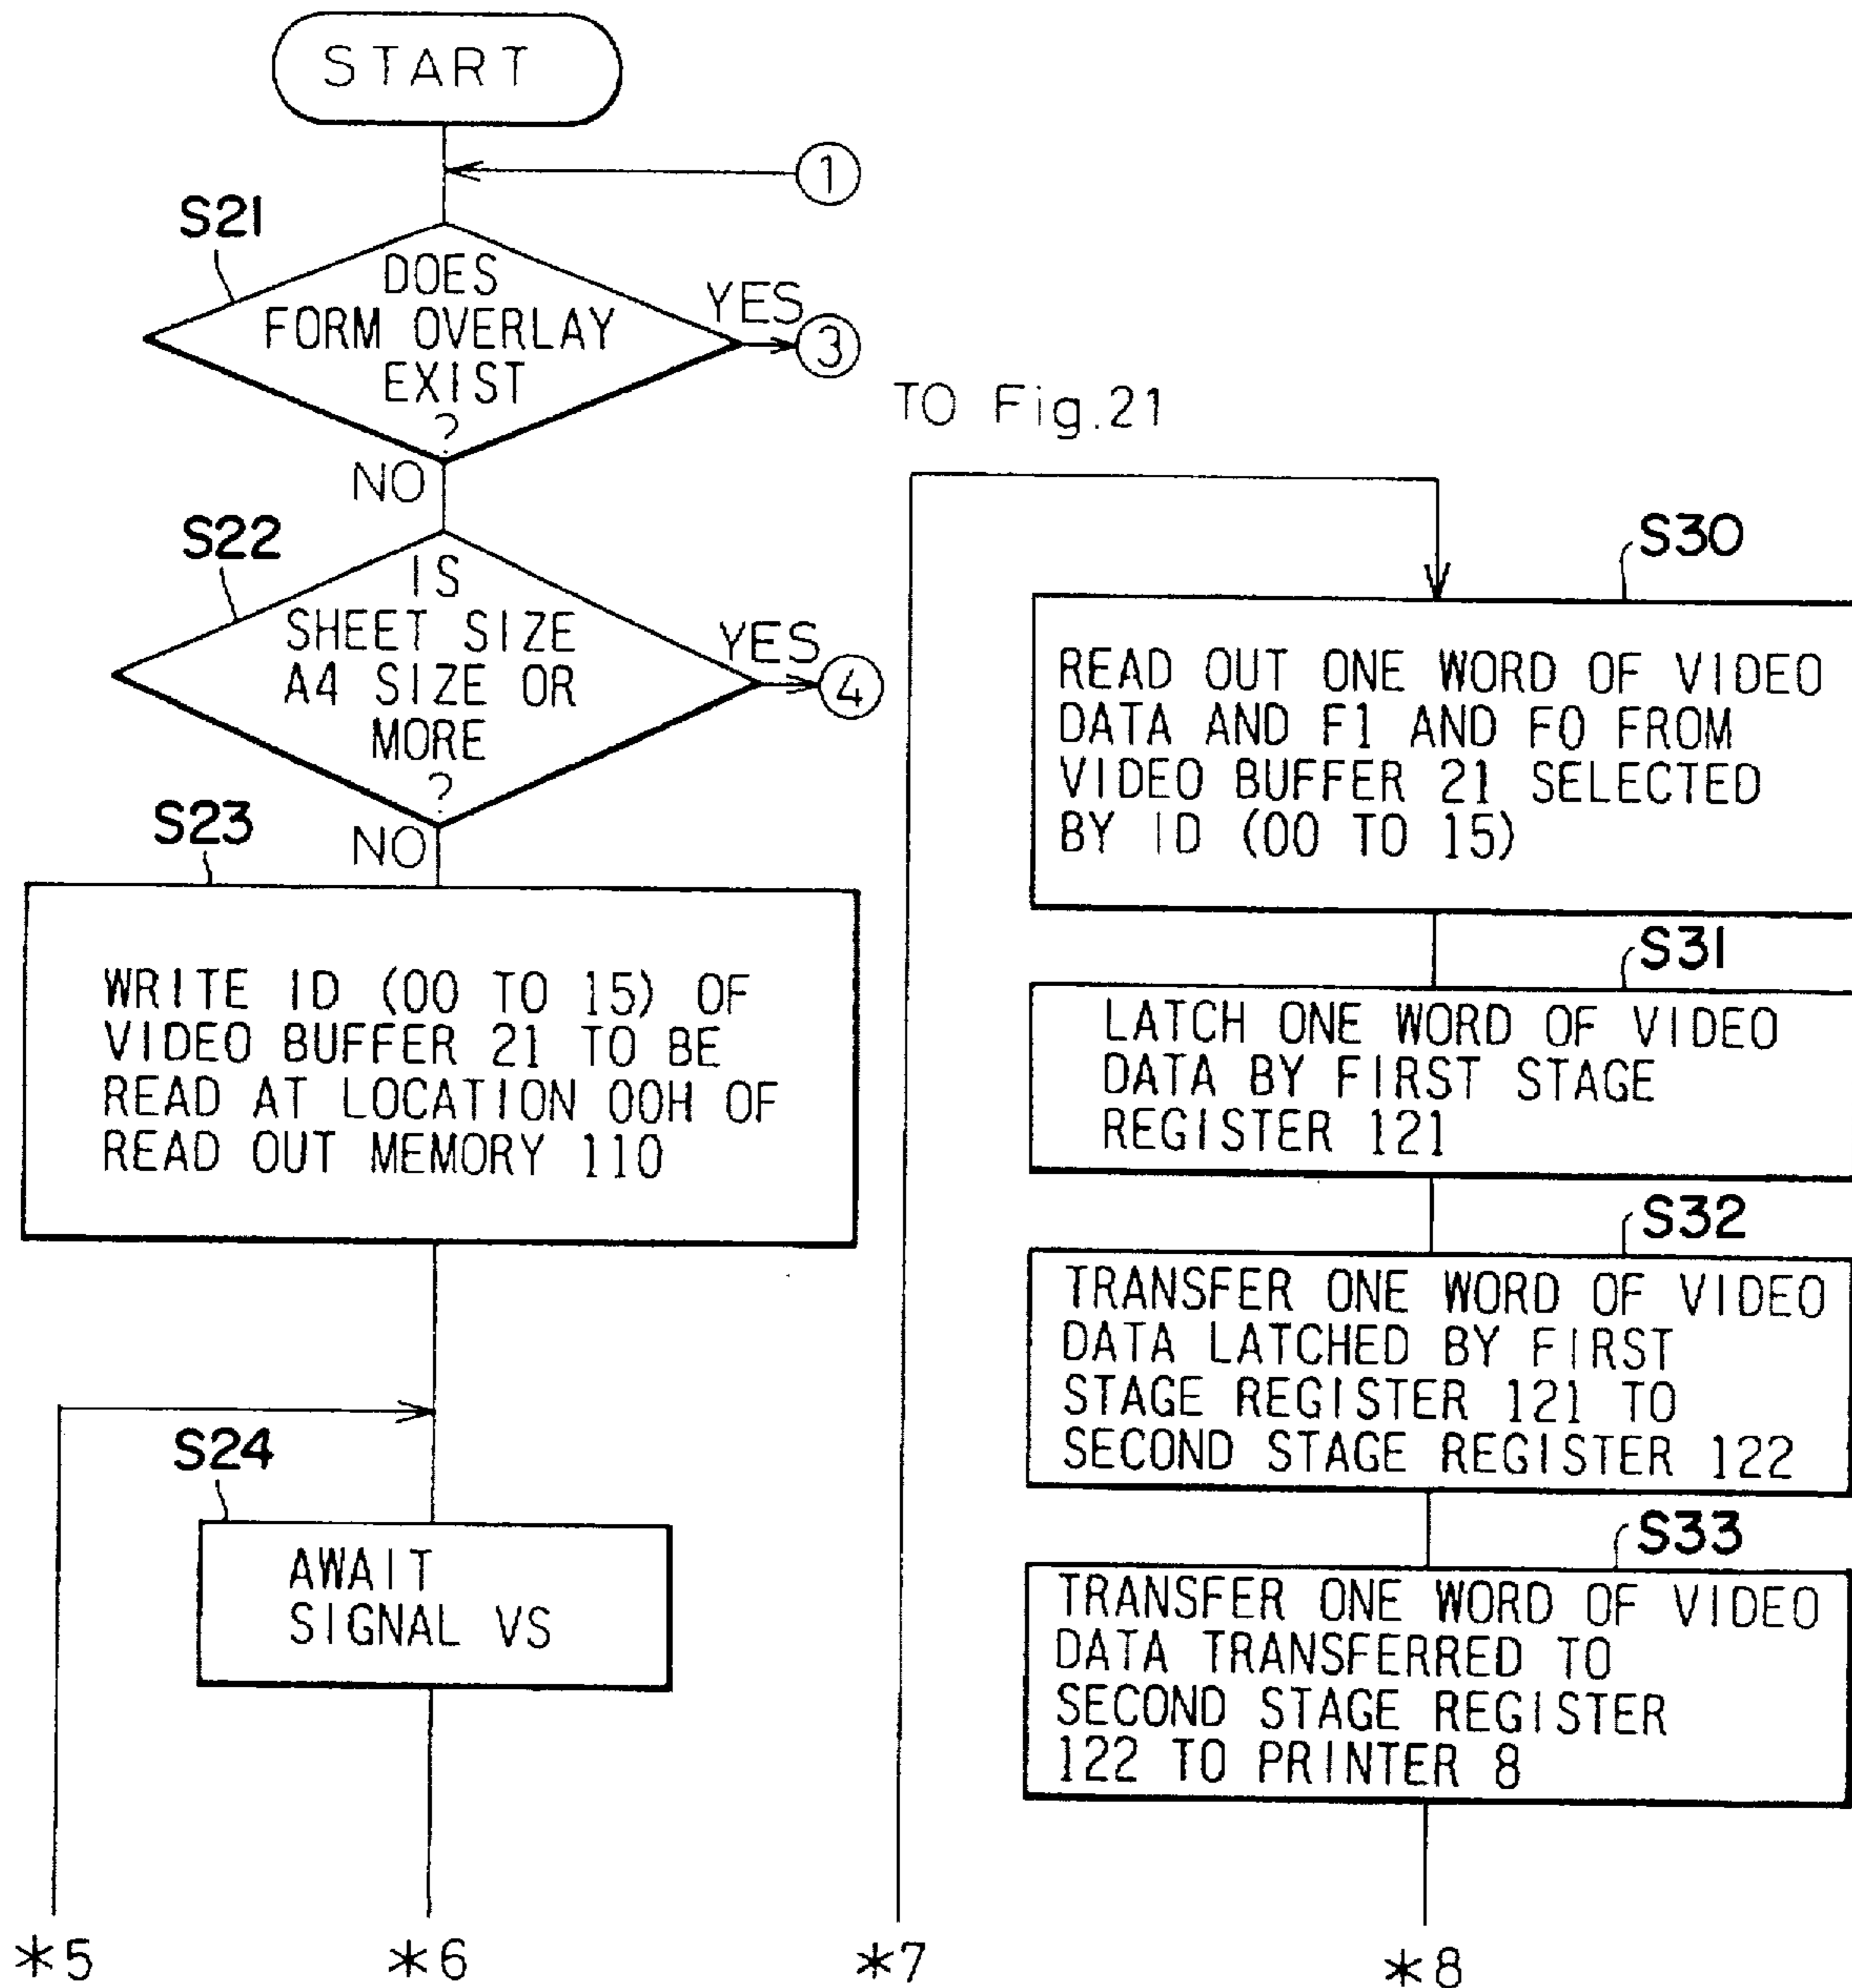 START
1
S21
DOES
FORM OVERLAY
EXIST
?
YES
3
TO Fig.21
NO
S22
IS
SHEET SIZE
A4 SIZE OR
MORE
?
YES
4
NO
S23
WRITE ID (00 TO 15) OF
VIDEO BUFFER 21 TO BE
READ AT LOCATION 00H OF
READ OUT MEMORY 110
S24
AWAIT
SIGNAL VS
*5
*6
S30
READ OUT ONE WORD OF VIDEO
DATA AND F1 AND F0 FROM
VIDEO BUFFER 21 SELECTED
BY ID (00 TO 15)
S31
LATCH ONE WORD OF VIDEO
DATA BY FIRST STAGE
REGISTER 121
S32
TRANSFER ONE WORD OF VIDEO
DATA LATCHED BY FIRST
STAGE REGISTER 121 TO
SECOND STAGE REGISTER 122
S33
TRANSFER ONE WORD OF VIDEO
DATA TRANSFERRED TO
SECOND STAGE REGISTER
122 TO PRINTER 8
*7
*8